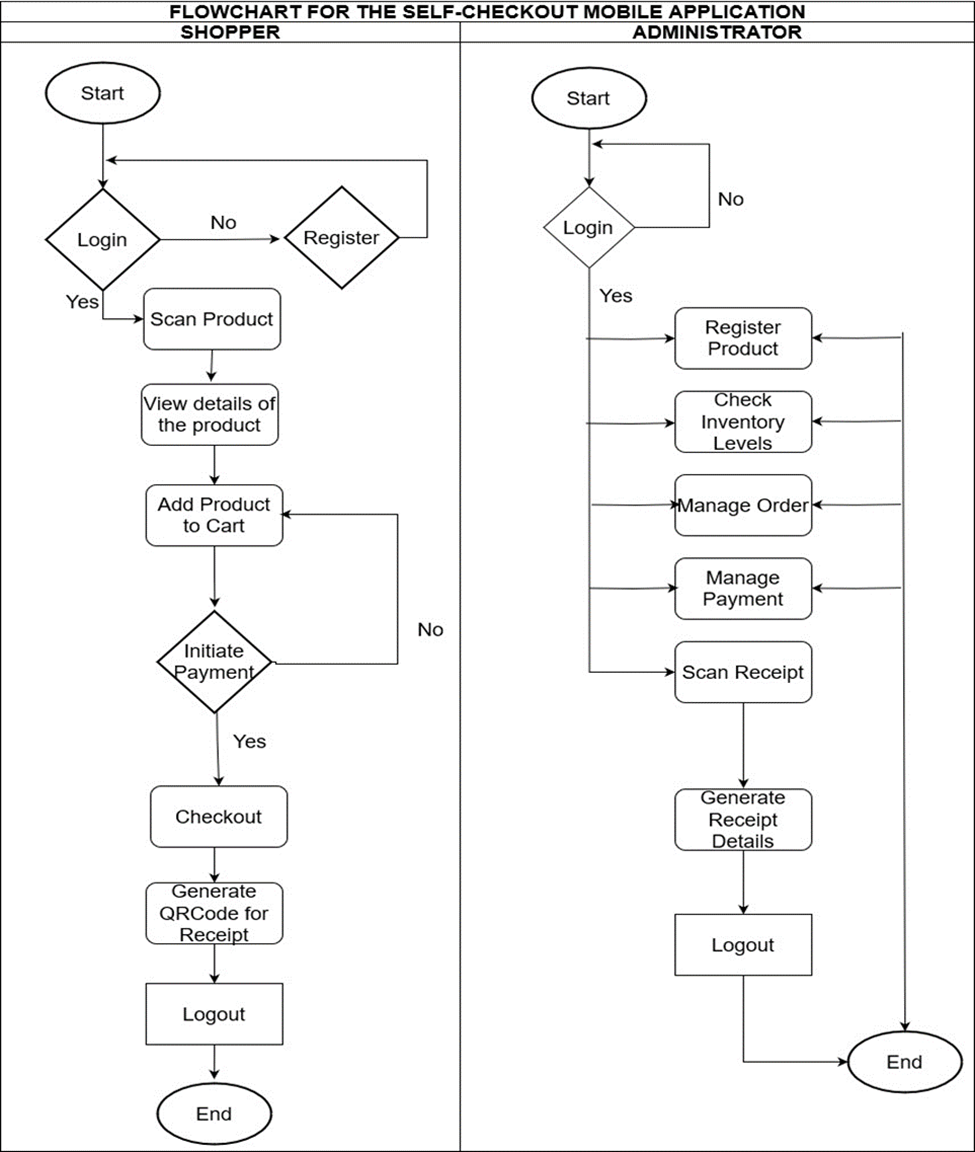 FLOWCHART FOR THE SELF-CHECKOUT MOBILE APPLICATION
SHOPPER
Start
Login
No
Register
Yes
Scan Product
View details of
the product
Add Product
to Cart
No
Initiate
Payment
Yes
Checkout
Generate
QRCode for
Receipt
Logout
End
ADMINISTRATOR
Start
No
Login
Yes
Register
Product
Check
Inventory
Levels
Manage Order
Manage
Payment
Scan Receipt
Generate
Receipt
Details
Logout
End